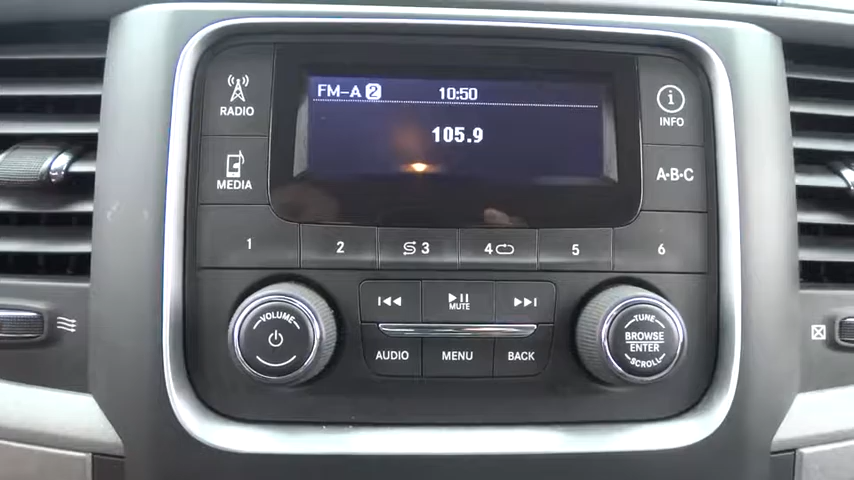 RADIO
FM-A 2 10:50
INFO
105.9
MEDIA
A-B-C
1 2 3 4 5 6
MUTE
VOLUME
TUNE
BROWSE
ENTER
SCROLL
AUDIO MENU BACK